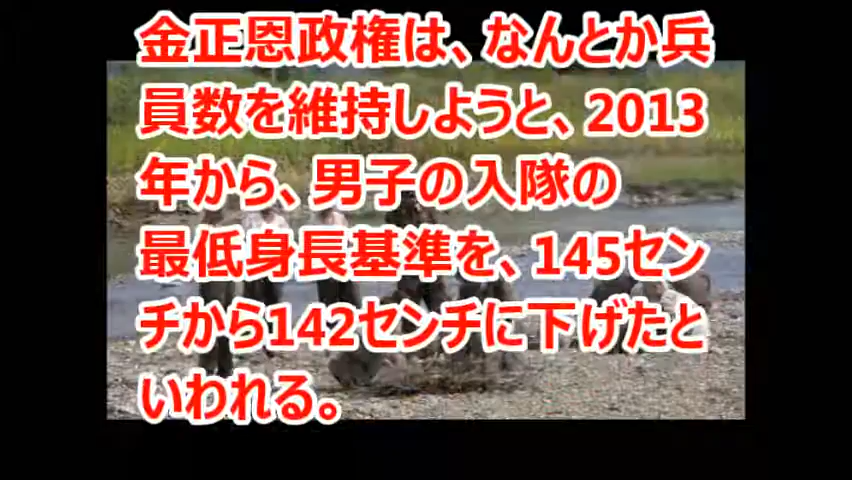 金正恩政権は、なんとか兵
員数を維持しようと、2013
年から、男子の入隊の
最低身長基準を、145セン
チから142センチに下げたと
いわれる。